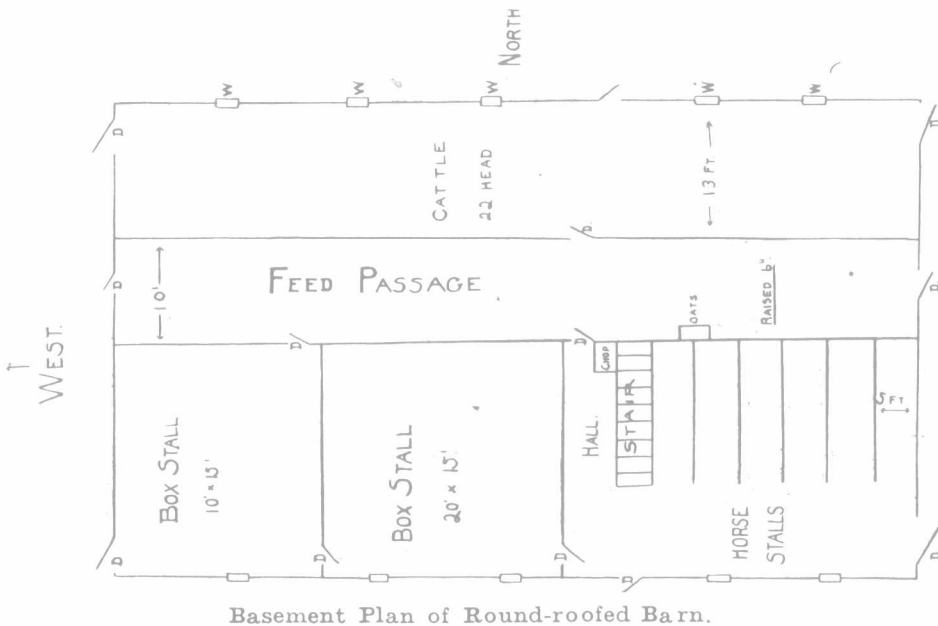 NORTH
W
W
W
W
W
D
D
CATTLE
22 HEAD
13 FT.
D
FEED PASSAGE
10'
D
OATS
RAISED 6"
D
WEST.
D
D
CHOP
STAIR
HALL.
5 FT
BOX STALL
10' × 15'
BOX STALL
20' × 15'
HORSE
STALLS
D
D
D
D
D
Basement Plan of Round-roofed Barn.